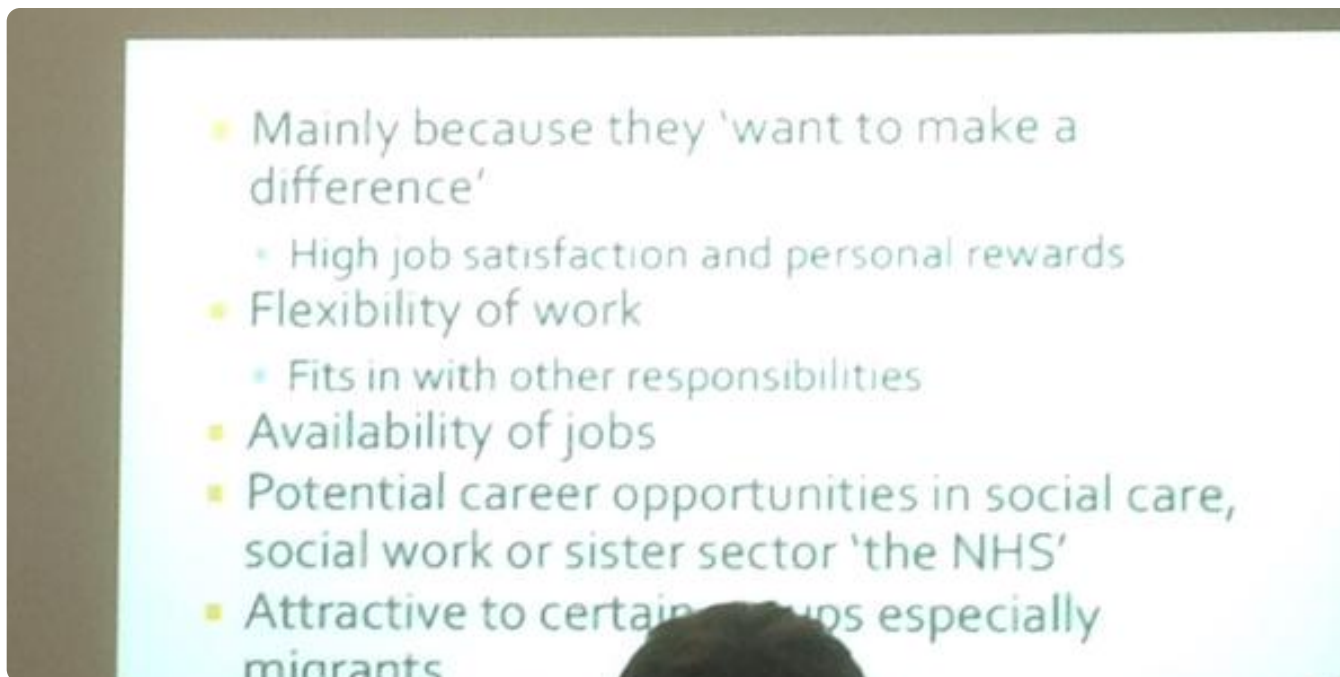 Mainly because they ‘want to make a
difference’
High job satisfaction and personal rewards
Flexibility of work
Fits in with other responsibilities
Availability of jobs
Potential career opportunities in social care,
social work or sister sector ‘the NHS’
Attractive to certain especially
migrants